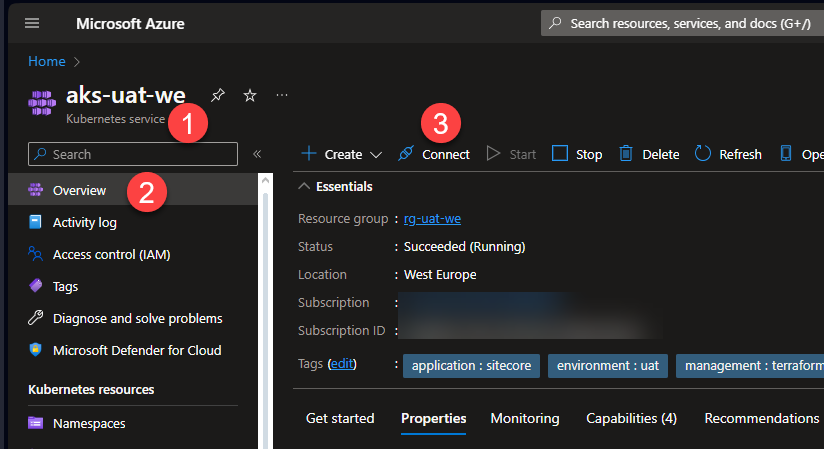 Microsoft Azure
Search resources, services, and docs (G+/)
Home
aks-uat-we
Kubernetes service
1
Search
Overview
2
Activity log
Access control (IAM)
Tags
Diagnose and solve problems
Microsoft Defender for Cloud
Kubernetes resources
Namespaces
3
Create
Connect
Start
Stop
Delete
Refresh
Ope
Essentials
Resource group : rg-uat-we
Status : Succeeded (Running)
Location : West Europe
Subscription :
Subscription ID :
Tags (edit) : application : sitecore environment : uat management : terraform
Get started Properties Monitoring Capabilities (4) Recommendations